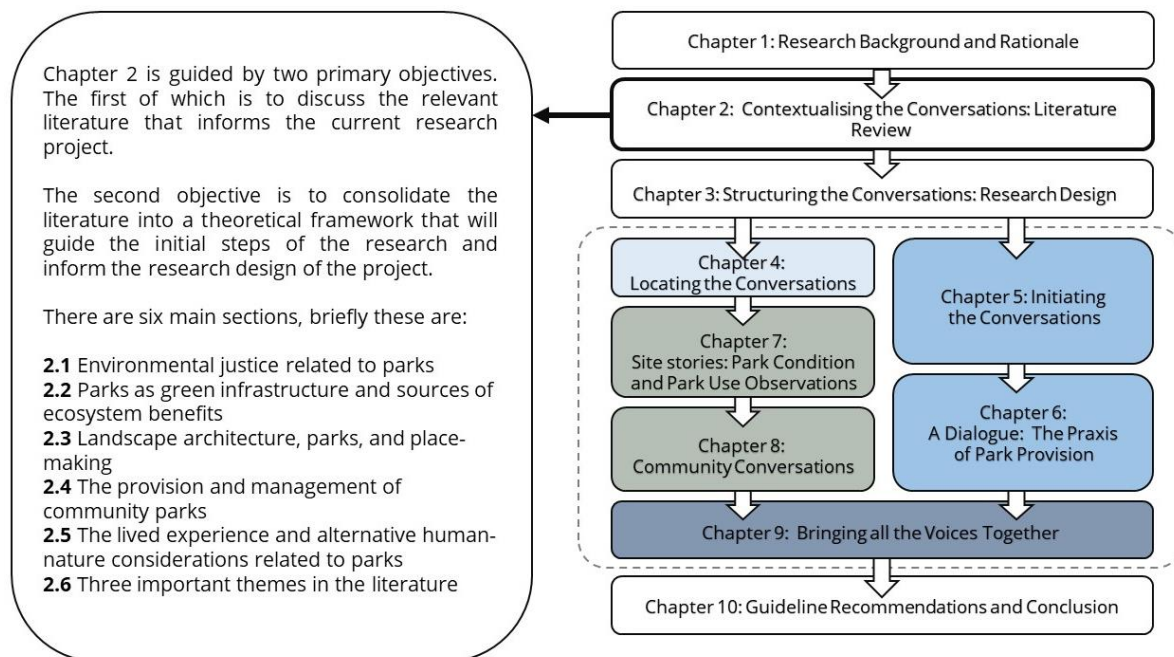 Chapter 2 is guided by two primary objectives.
The first of which is to discuss the relevant
literature that informs the current research
project.
The second objective is to consolidate the
literature into a theoretical framework that will
guide the initial steps of the research and
inform the research design of the project.
There are six main sections, briefly these are:
2.1 Environmental justice related to parks
2.2 Parks as green infrastructure and sources of
ecosystem benefits
2.3 Landscape architecture, parks, and place-
making
2.4 The provision and management of
community parks
2.5 The lived experience and alternative human-
nature considerations related to parks
2.6 Three important themes in the literature
Chapter 1: Research Background and Rationale
Chapter 2: Contextualising the Conversations: Literature
Review
Chapter 3: Structuring the Conversations: Research Design
Chapter 4:
Locating the Conversations
Chapter 7:
Site stories: Park Condition
and Park Use Observations
Chapter 8:
Community Conversations
Chapter 5: Initiating
the Conversations
Chapter 6:
A Dialogue: The Praxis
of Park Provision
Chapter 9: Bringing all the Voices Together
Chapter 10: Guideline Recommendations and Conclusion